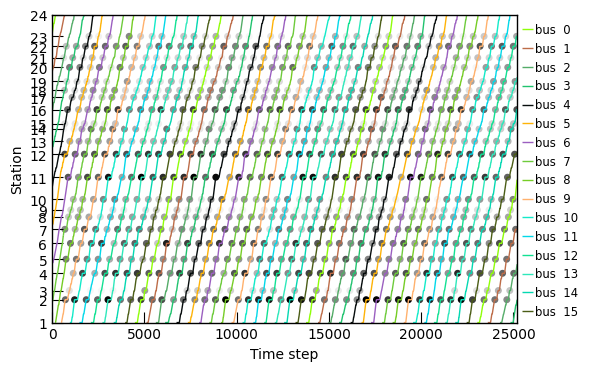 24
23
22
21
20
19
18
17
16
15
14
13
12
11
10
9
8
7
6
5
4
3
2
1
Station
0
5000
10000
15000
20000
25000
Time step
bus 0
bus 1
bus 2
bus 3
bus 4
bus 5
bus 6
bus 7
bus 8
bus 9
bus 10
bus 11
bus 12
bus 13
bus 14
bus 15